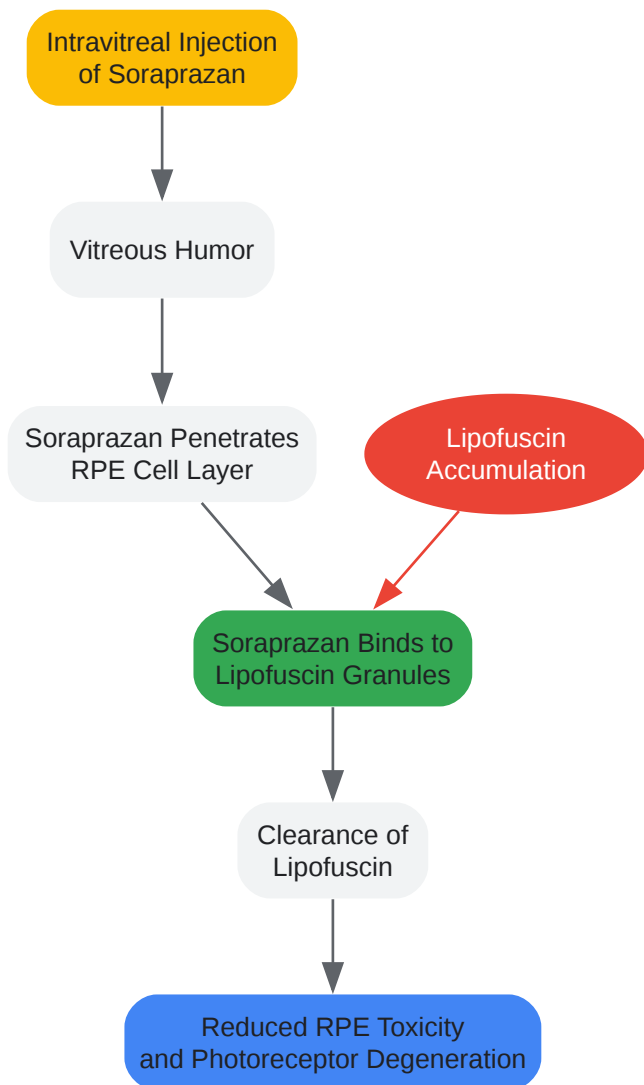 Intravitreal Injection
of Soraprazan
Vitreous Humor
Soraprazan Penetrates
RPE Cell Layer
Lipofuscin
Accumulation
Soraprazan Binds to
Lipofuscin Granules
Clearance of
Lipofuscin
Reduced RPE Toxicity
and Photoreceptor Degeneration